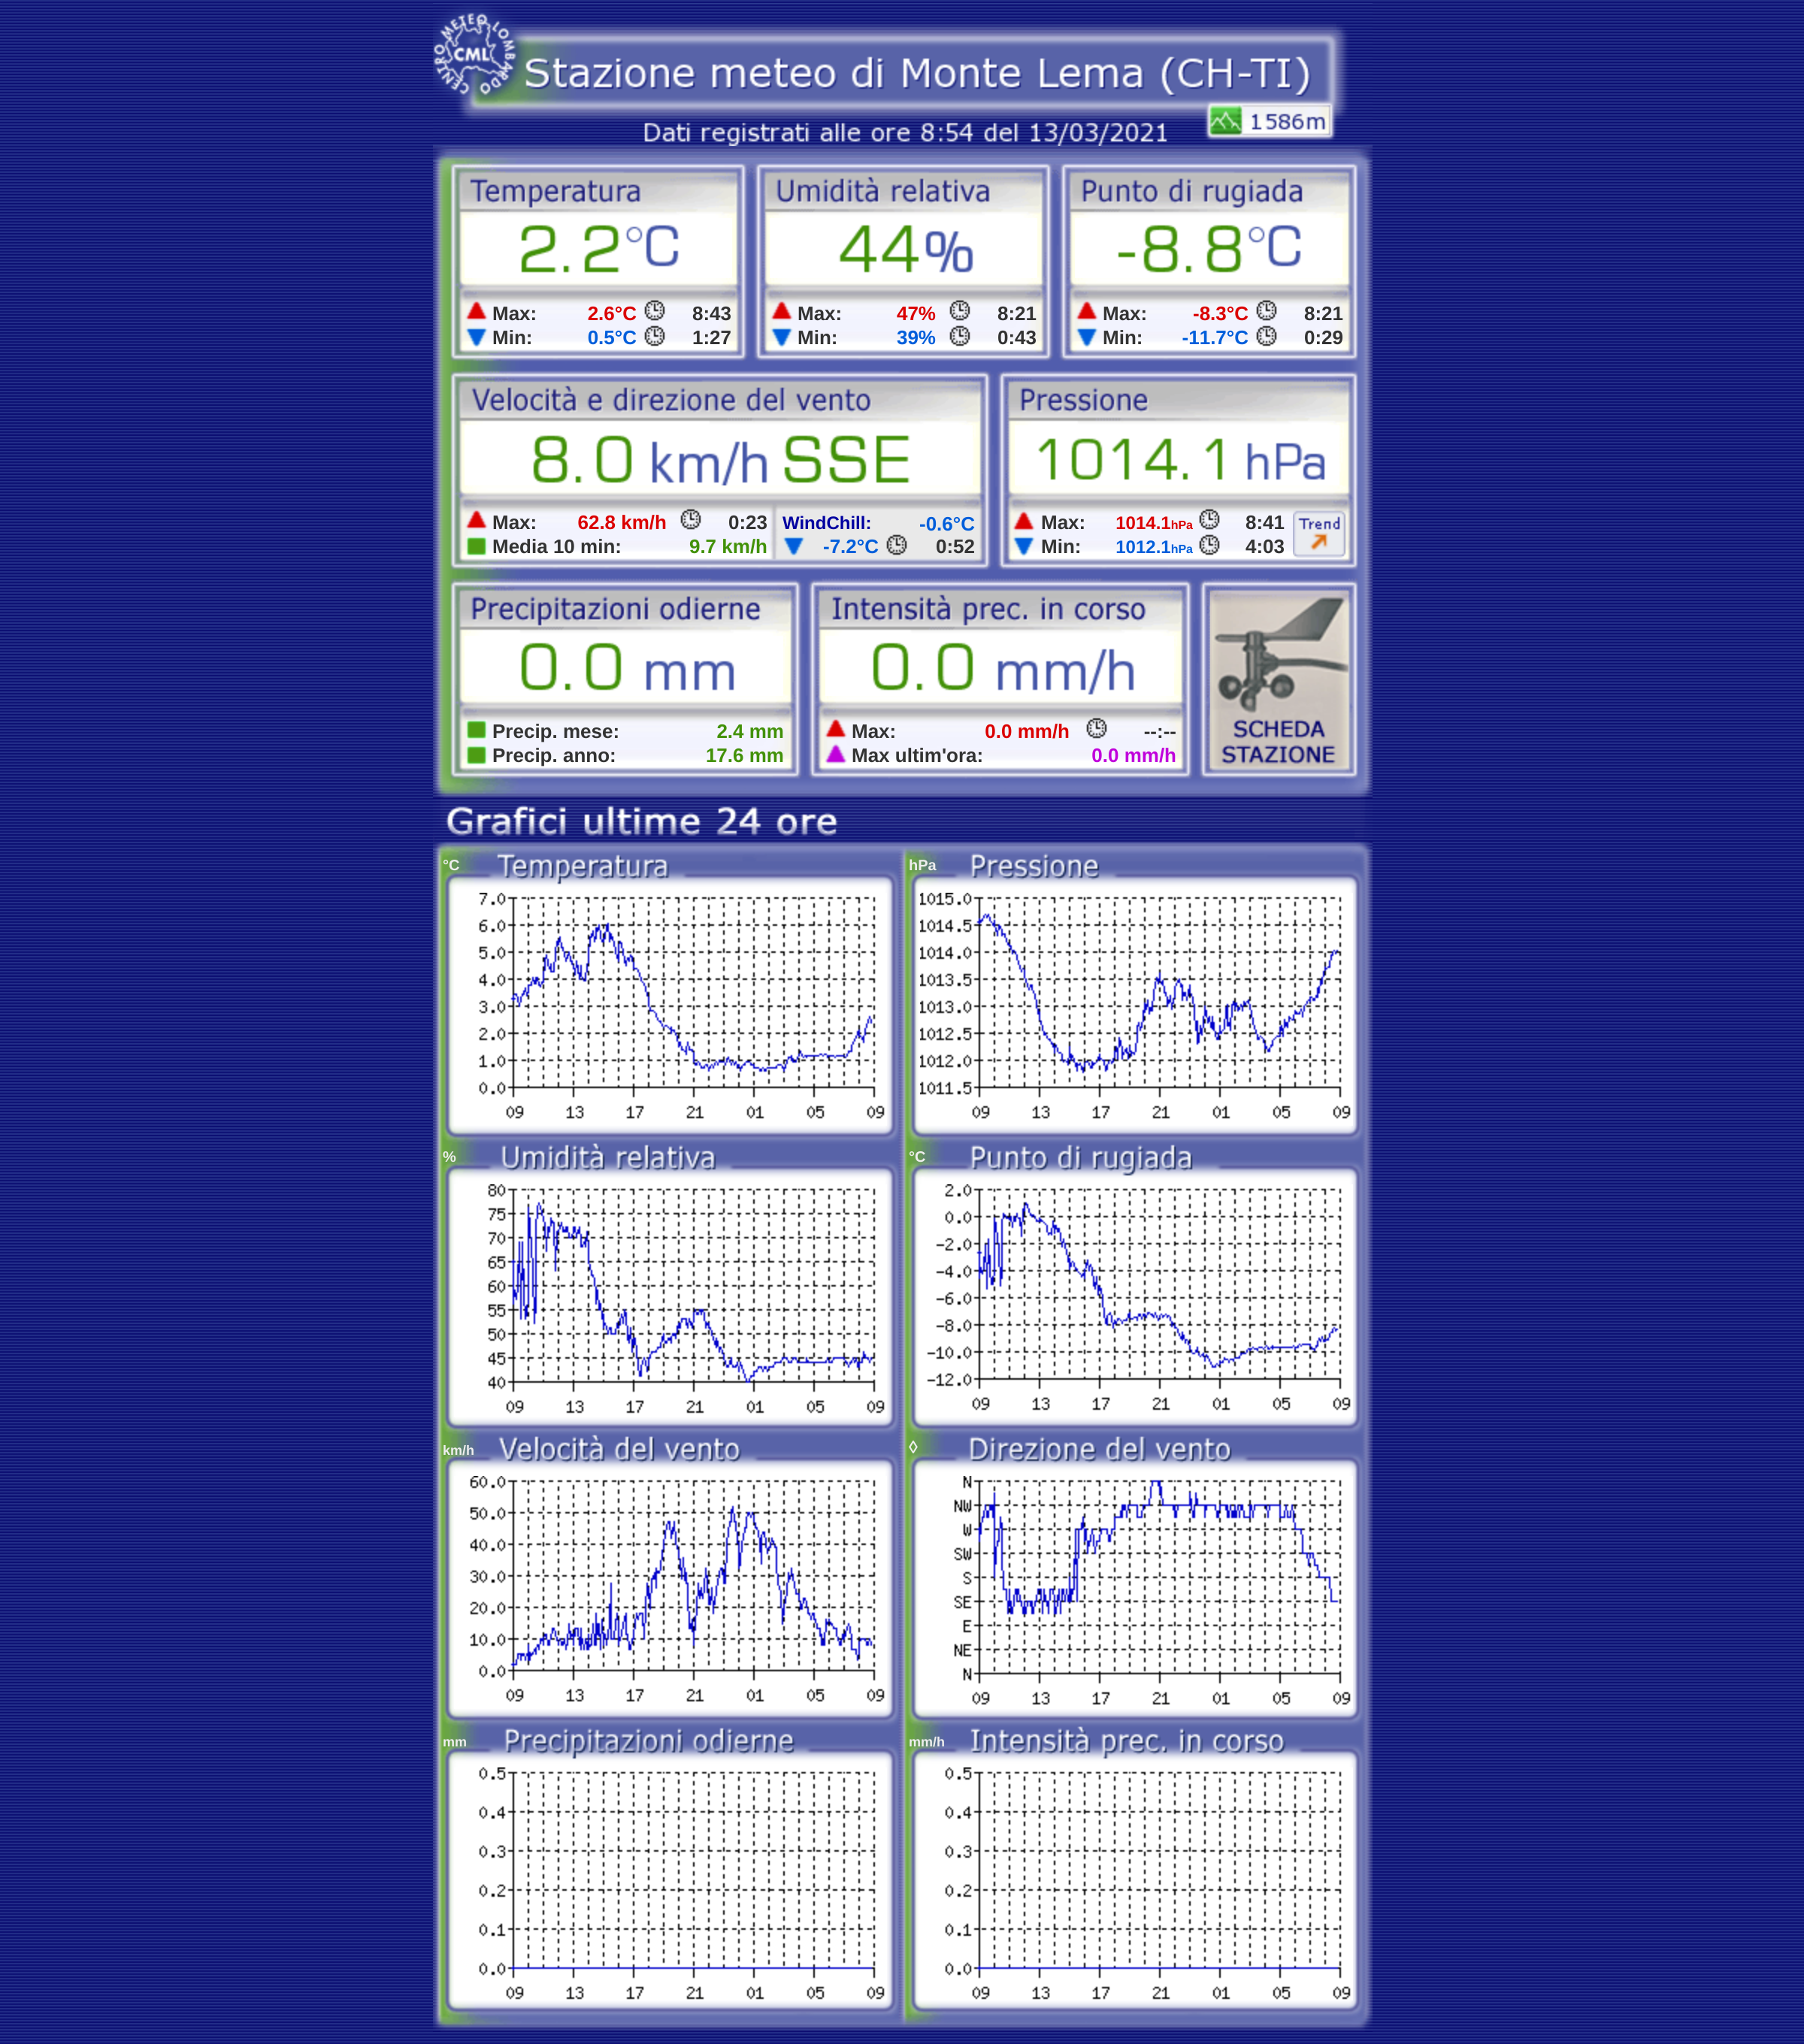 CENTRO METEO LOMBARDO
CML
Stazione meteo di Monte Lema (CH-TI)
1586m
Dati registrati alle ore 8:54 del 13/03/2021
Temperatura Umidità relativa Punto di rugiada
2.2°C 44% -8.8°C
Max: 2.6°C 8:43 Max: 47% 8:21 Max: -8.3°C 8:21
Min: 0.5°C 1:27 Min: 39% 0:43 Min: -11.7°C 0:29
Velocità e direzione del vento Pressione
8.0 km/h SSE 1014.1 hPa
Max: 62.8 km/h 0:23 WindChill: -0.6°C Max: 1014.1hPa 8:41 Trend
Media 10 min: 9.7 km/h -7.2°C 0:52 Min: 1012.1hPa 4:03
Precipitazioni odierne Intensità prec. in corso
0.0 mm 0.0 mm/h
Precip. mese: 2.4 mm Max: 0.0 mm/h --:-- SCHEDA
Precip. anno: 17.6 mm Max ultim'ora: 0.0 mm/h STAZIONE
Grafici ultime 24 ore
°C Temperatura hPa Pressione
7.0 1015.0
6.0 1014.5
5.0 1014.0
4.0 1013.5
3.0 1013.0
2.0 1012.5
1.0 1012.0
0.0 1011.5
09 13 17 21 01 05 09 09 13 17 21 01 05 09
% Umidità relativa °C Punto di rugiada
80 2.0
75 0.0
70 -2.0
65 -4.0
60 -6.0
55 -8.0
50 -10.0
45 -12.0
40
09 13 17 21 01 05 09 09 13 17 21 01 05 09
km/h Velocità del vento ◊ Direzione del vento
60.0 N
50.0 NW
40.0 W
30.0 SW
20.0 S
10.0 SE
0.0 E
NE
N
09 13 17 21 01 05 09 09 13 17 21 01 05 09
mm Precipitazioni odierne mm/h Intensità prec. in corso
0.5 0.5
0.4 0.4
0.3 0.3
0.2 0.2
0.1 0.1
0.0 0.0
09 13 17 21 01 05 09 09 13 17 21 01 05 09